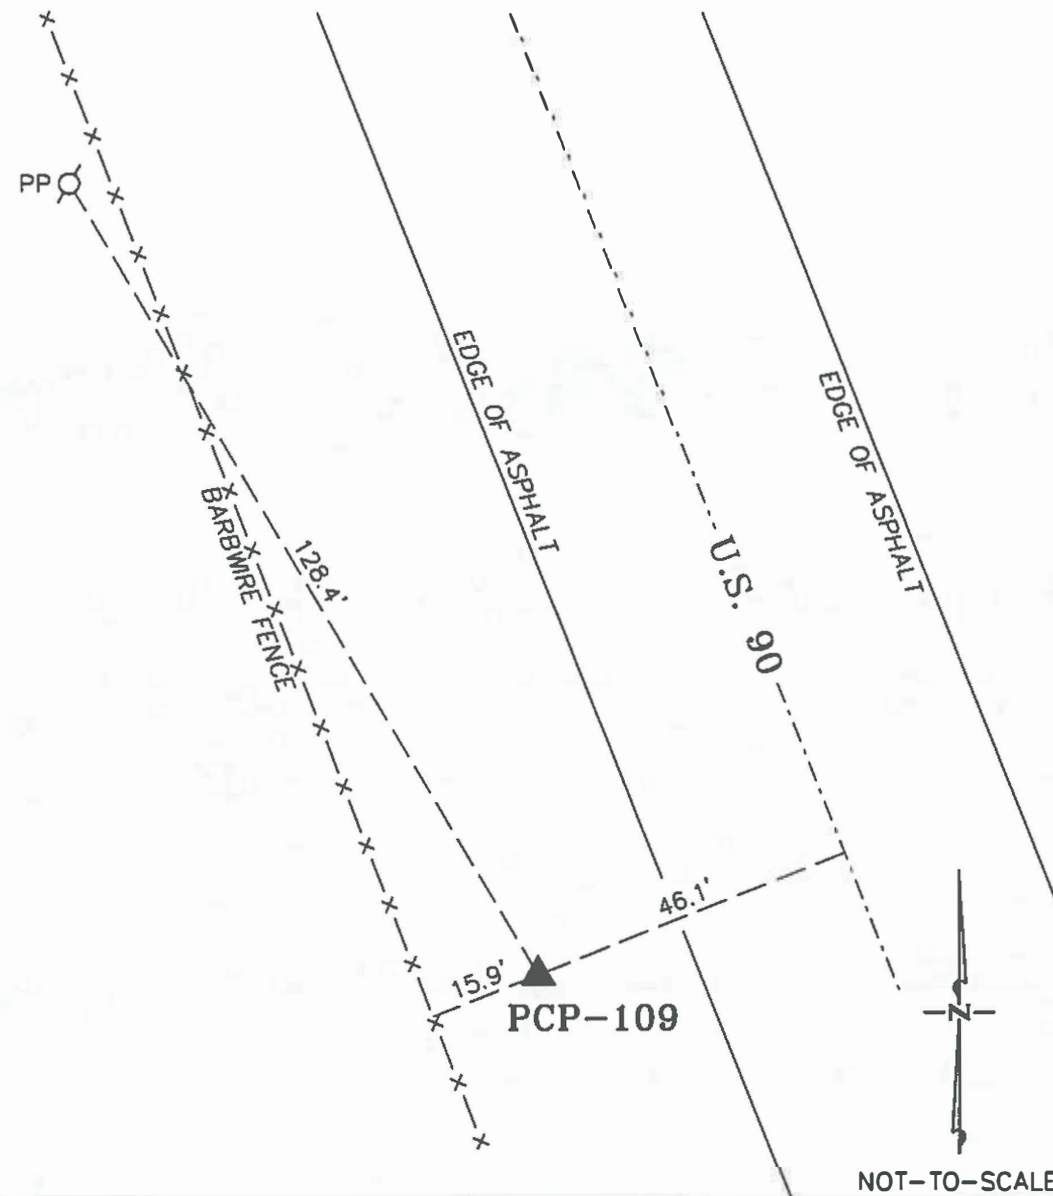 PP
EDGE OF ASPHALT
EDGE OF ASPHALT
BARBWIRE FENCE
128.4'
U.S. 90
46.1'
15.9'
PCP-109
N
NOT-TO-SCALE